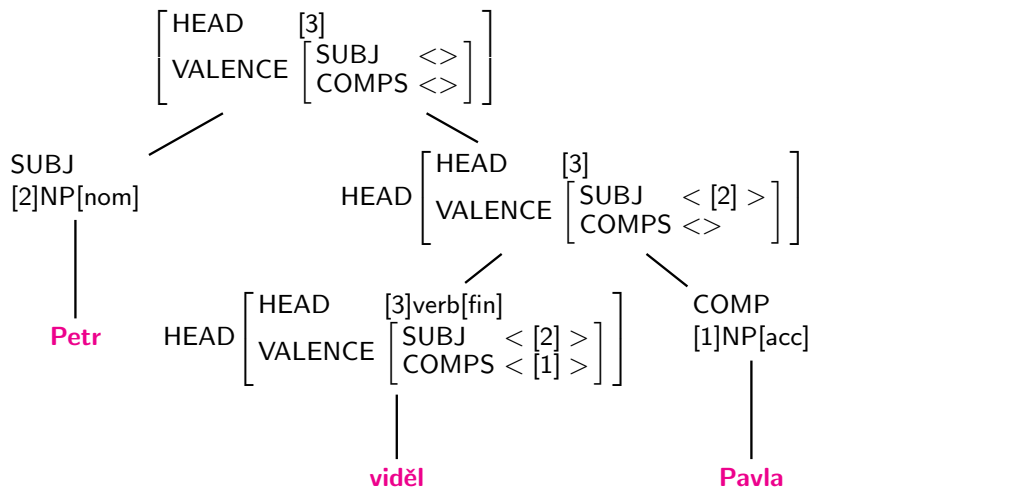 HEAD [3]
VALENCE [SUBJ <>
COMPS <>]
SUBJ
[2]NP[nom]
HEAD [HEAD [3]
VALENCE [SUBJ < [2] >
COMPS <>]]
Petr
HEAD [HEAD [3]verb[fin]
VALENCE [SUBJ < [2] >
COMPS < [1] >]]
COMP
[1]NP[acc]
viděl
Pavla